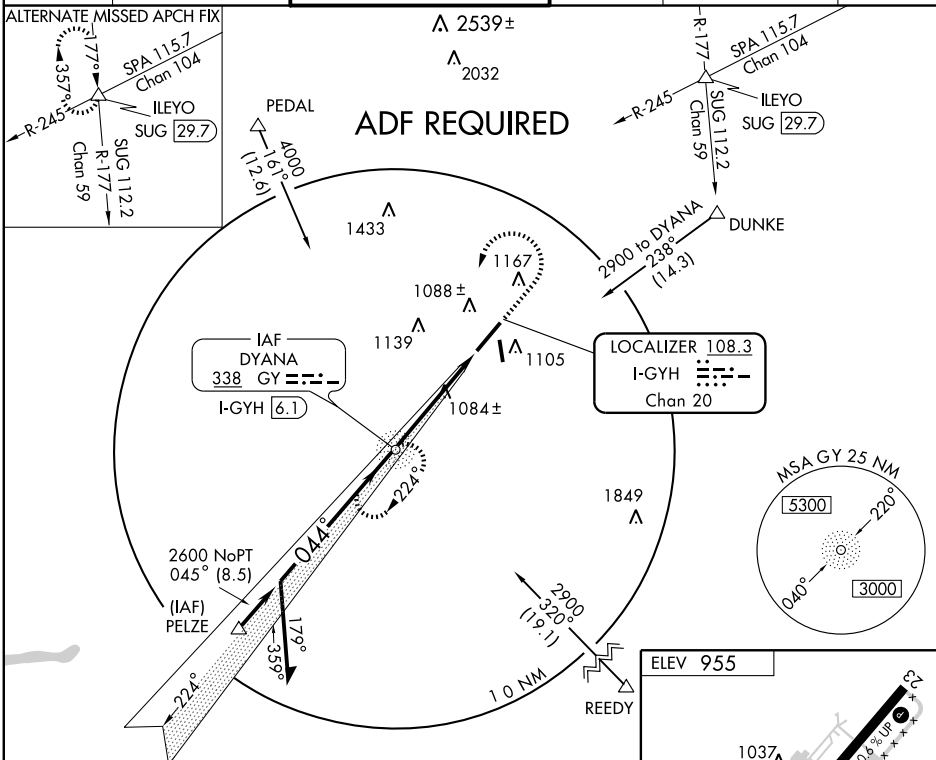 ALTERNATE MISSED APCH FIX
177°
357°
SPA 115.7
Chan 104
R-245
ILEYO
SUG 29.7
SUG 112.2
R-177
Chan 59
2539±
2032
ADF REQUIRED
R-177
SPA 115.7
Chan 104
R-245
ILEYO
SUG 29.7
SUG 112.2
Chan 59
DUNKE
2900 to DYANA
238°
(14.3)
PEDAL
4000
161°
(12.6)
1433
1167
1088±
1139
1105
1084±
IAF
DYANA
338 GY
I-GYH 6.1
LOCALIZER 108.3
I-GYH
Chan 20
224°
1849
044°
2600 NoPT
045° (8.5)
(IAF)
PELZE
179°
359°
224°
2900
320°
(19.1)
REEDY
10 NM
MSA GY 25 NM
5300
220°
040°
3000
ELEV 955
23
0.6% UP
P
1037